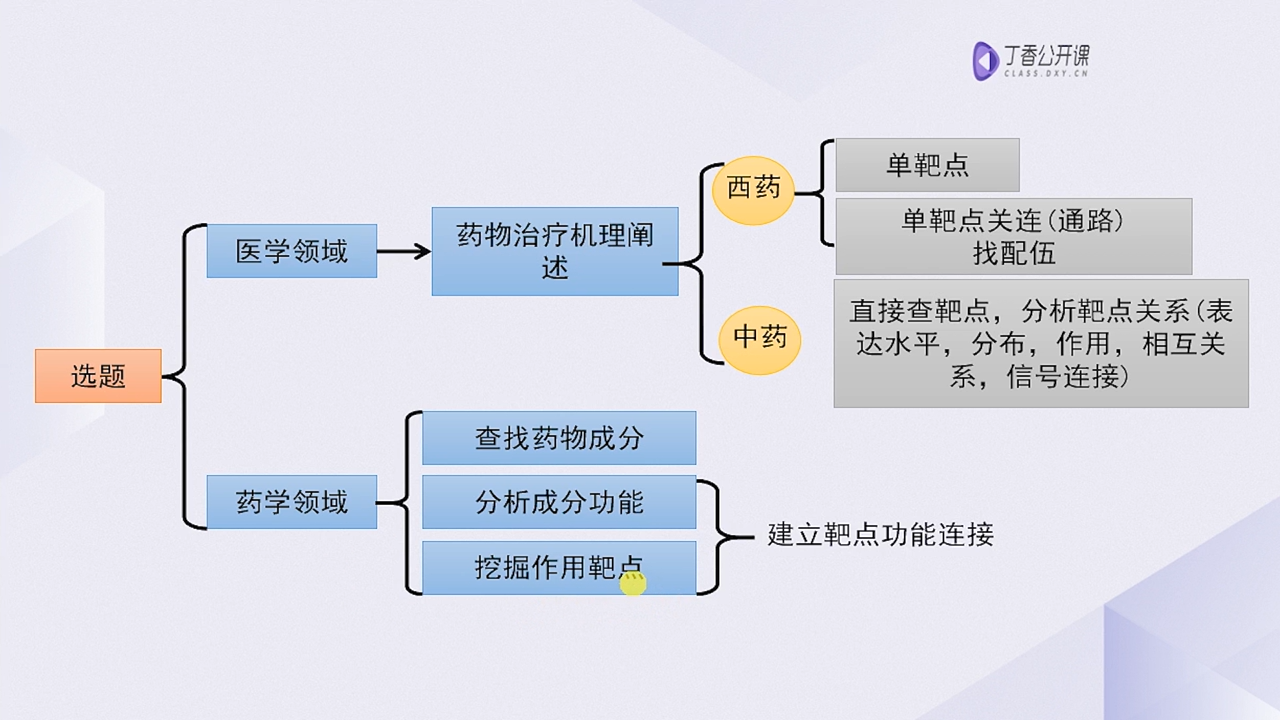 丁香公开课
CLASS.DXY.CN
选题
医学领域
药物治疗机理阐
述
西药
单靶点
单靶点关连(通路)
找配伍
中药
直接查靶点，分析靶点关系(表
达水平，分布，作用，相互关
系，信号连接)
药学领域
查找药物成分
分析成分功能
挖掘作用靶点
建立靶点功能连接